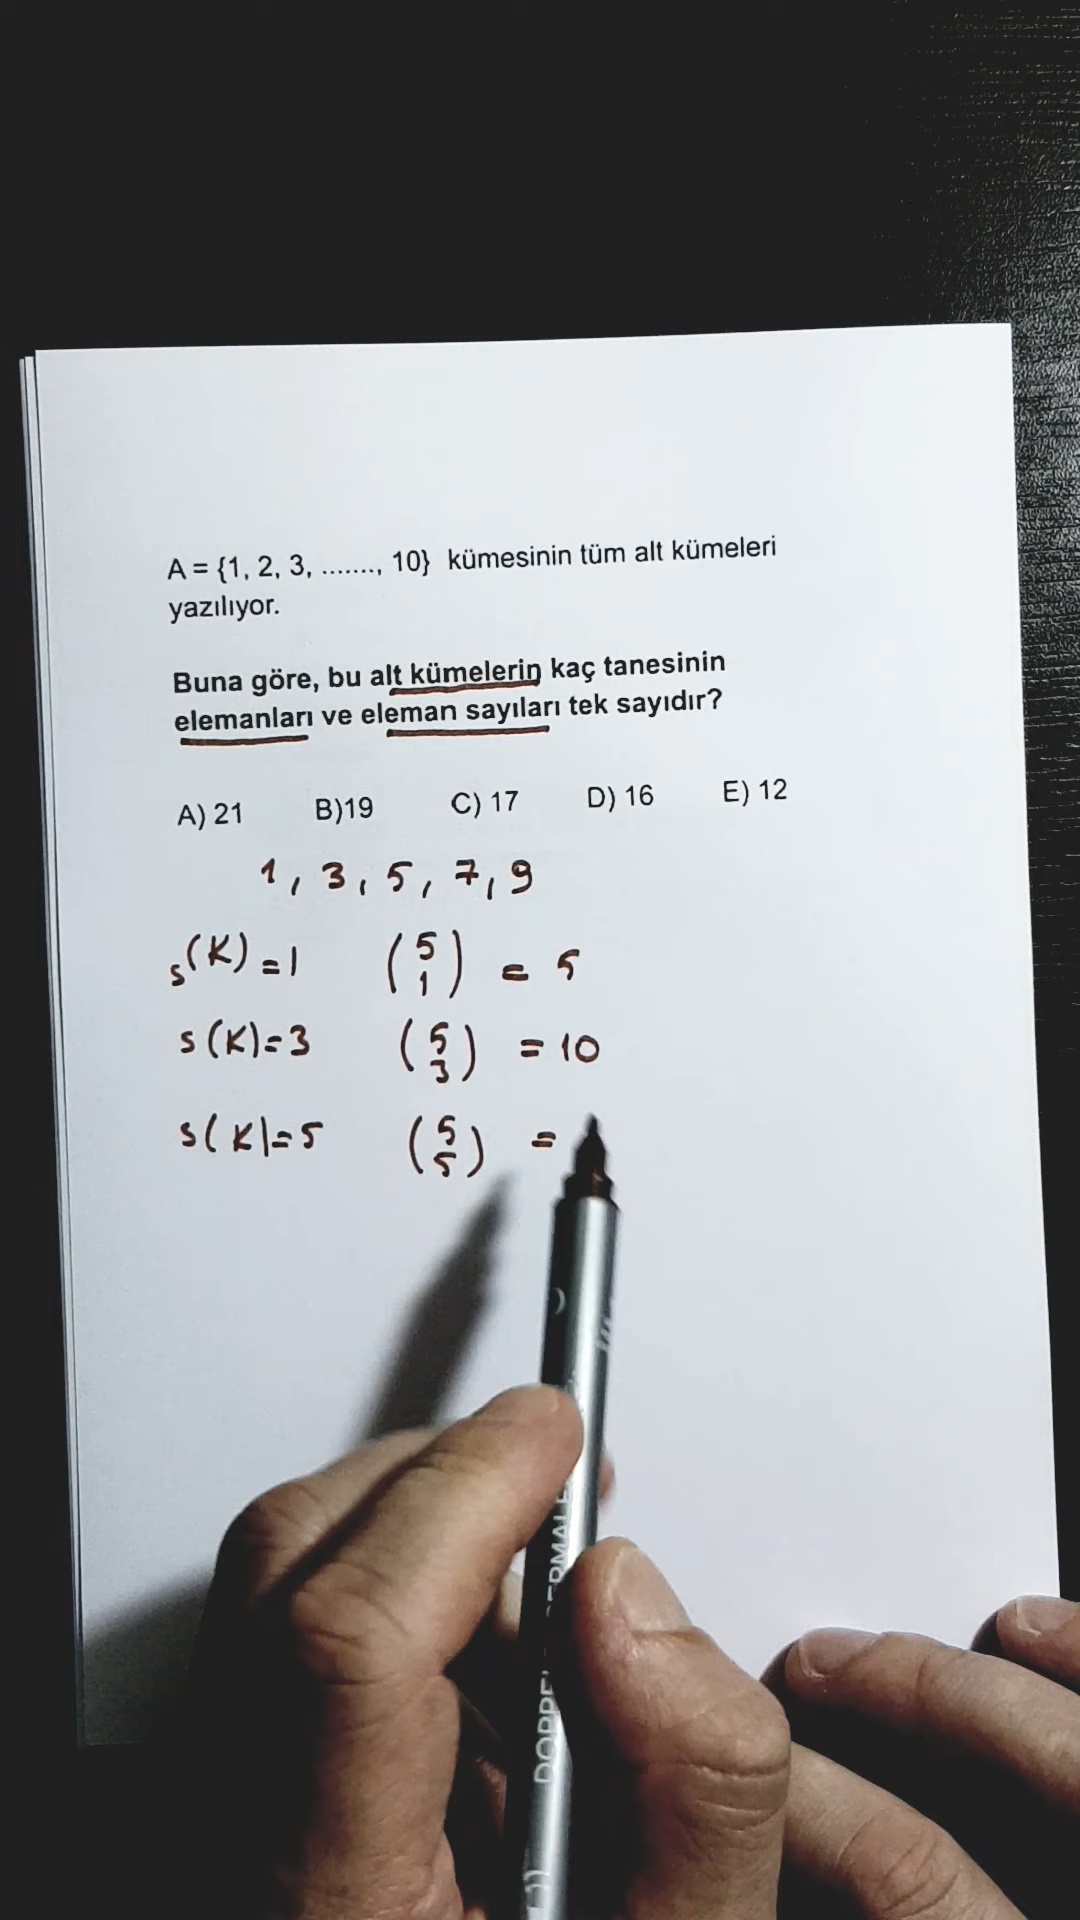 A = {1, 2, 3, ......., 10} kümesinin tüm alt kümeleri
yazılıyor.
Buna göre, bu alt kümelerin kaç tanesinin
elemanları ve eleman sayıları tek sayıdır?
A) 21 B)19 C) 17 D) 16 E) 12
1, 3, 5, 7, 9
s(K) = 1 (5 1) = 5
s(K)=3 (5 3) = 10
s(K)=5 (5 5) =